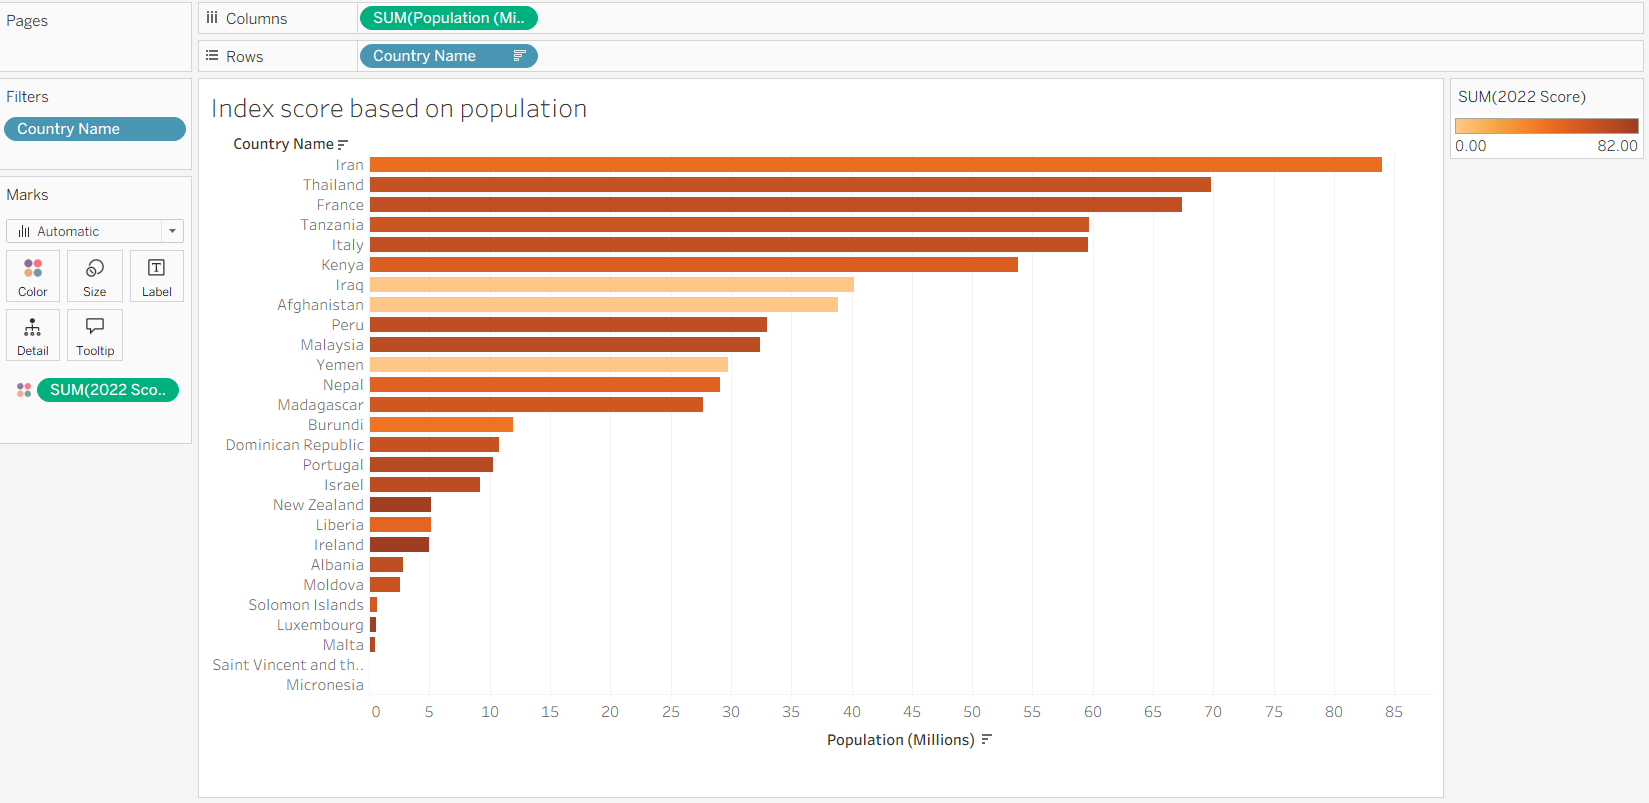 Pages
Columns
SUM(Population (Mi..
Rows
Country Name
Filters
Country Name
Marks
Automatic
Color
Size
Label
Detail
Tooltip
SUM(2022 Sco..
Index score based on population
Country Name
Iran
Thailand
France
Tanzania
Italy
Kenya
Iraq
Afghanistan
Peru
Malaysia
Yemen
Nepal
Madagascar
Burundi
Dominican Republic
Portugal
Israel
New Zealand
Liberia
Ireland
Albania
Moldova
Solomon Islands
Luxembourg
Malta
Saint Vincent and th..
Micronesia
0 5 10 15 20 25 30 35 40 45 50 55 60 65 70 75 80 85
Population (Millions)
SUM(2022 Score)
0.00 82.00